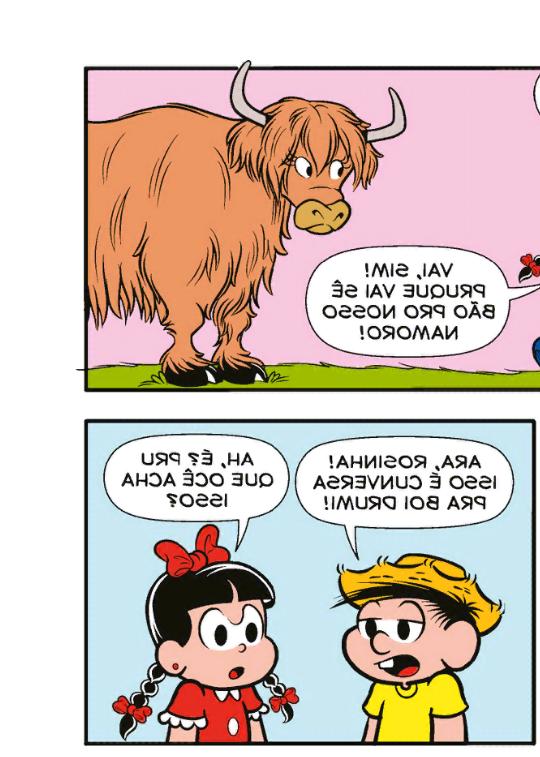 VAI, SIM!
PRUQUE VAI SÊ
BÃO PRO NOSSO
NAMORO!
ARA, ROSINHA!
ISSO É CUNVERSA
PRA BOI DRUMI!
AH, É? PRU
QUE OCÊ ACHA
ISSO?